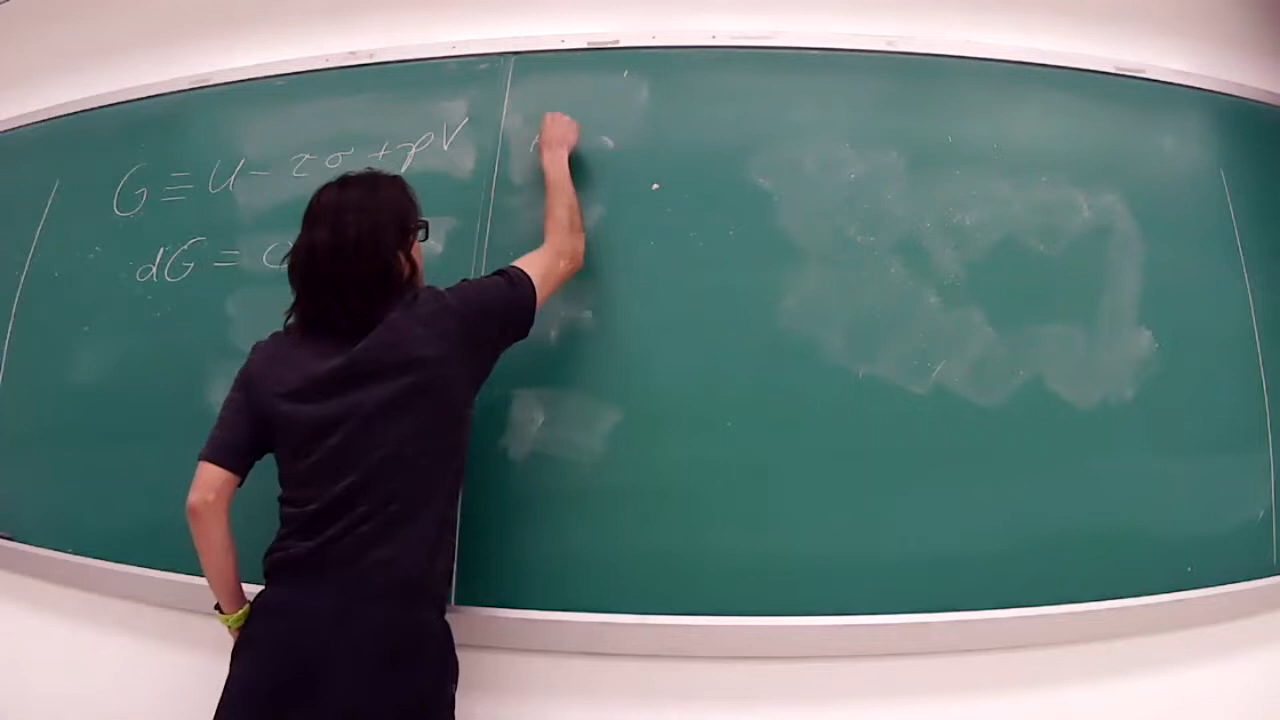 G ≡ U - τσ + pV
dG =